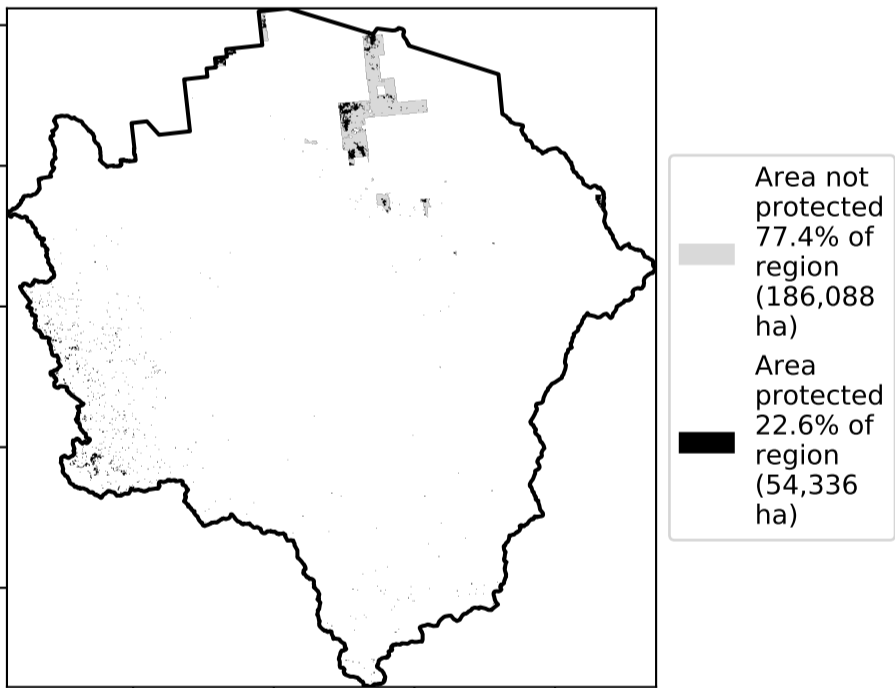 Area not
protected
77.4% of
region
(186,088
ha)
Area
protected
22.6% of
region
(54,336
ha)